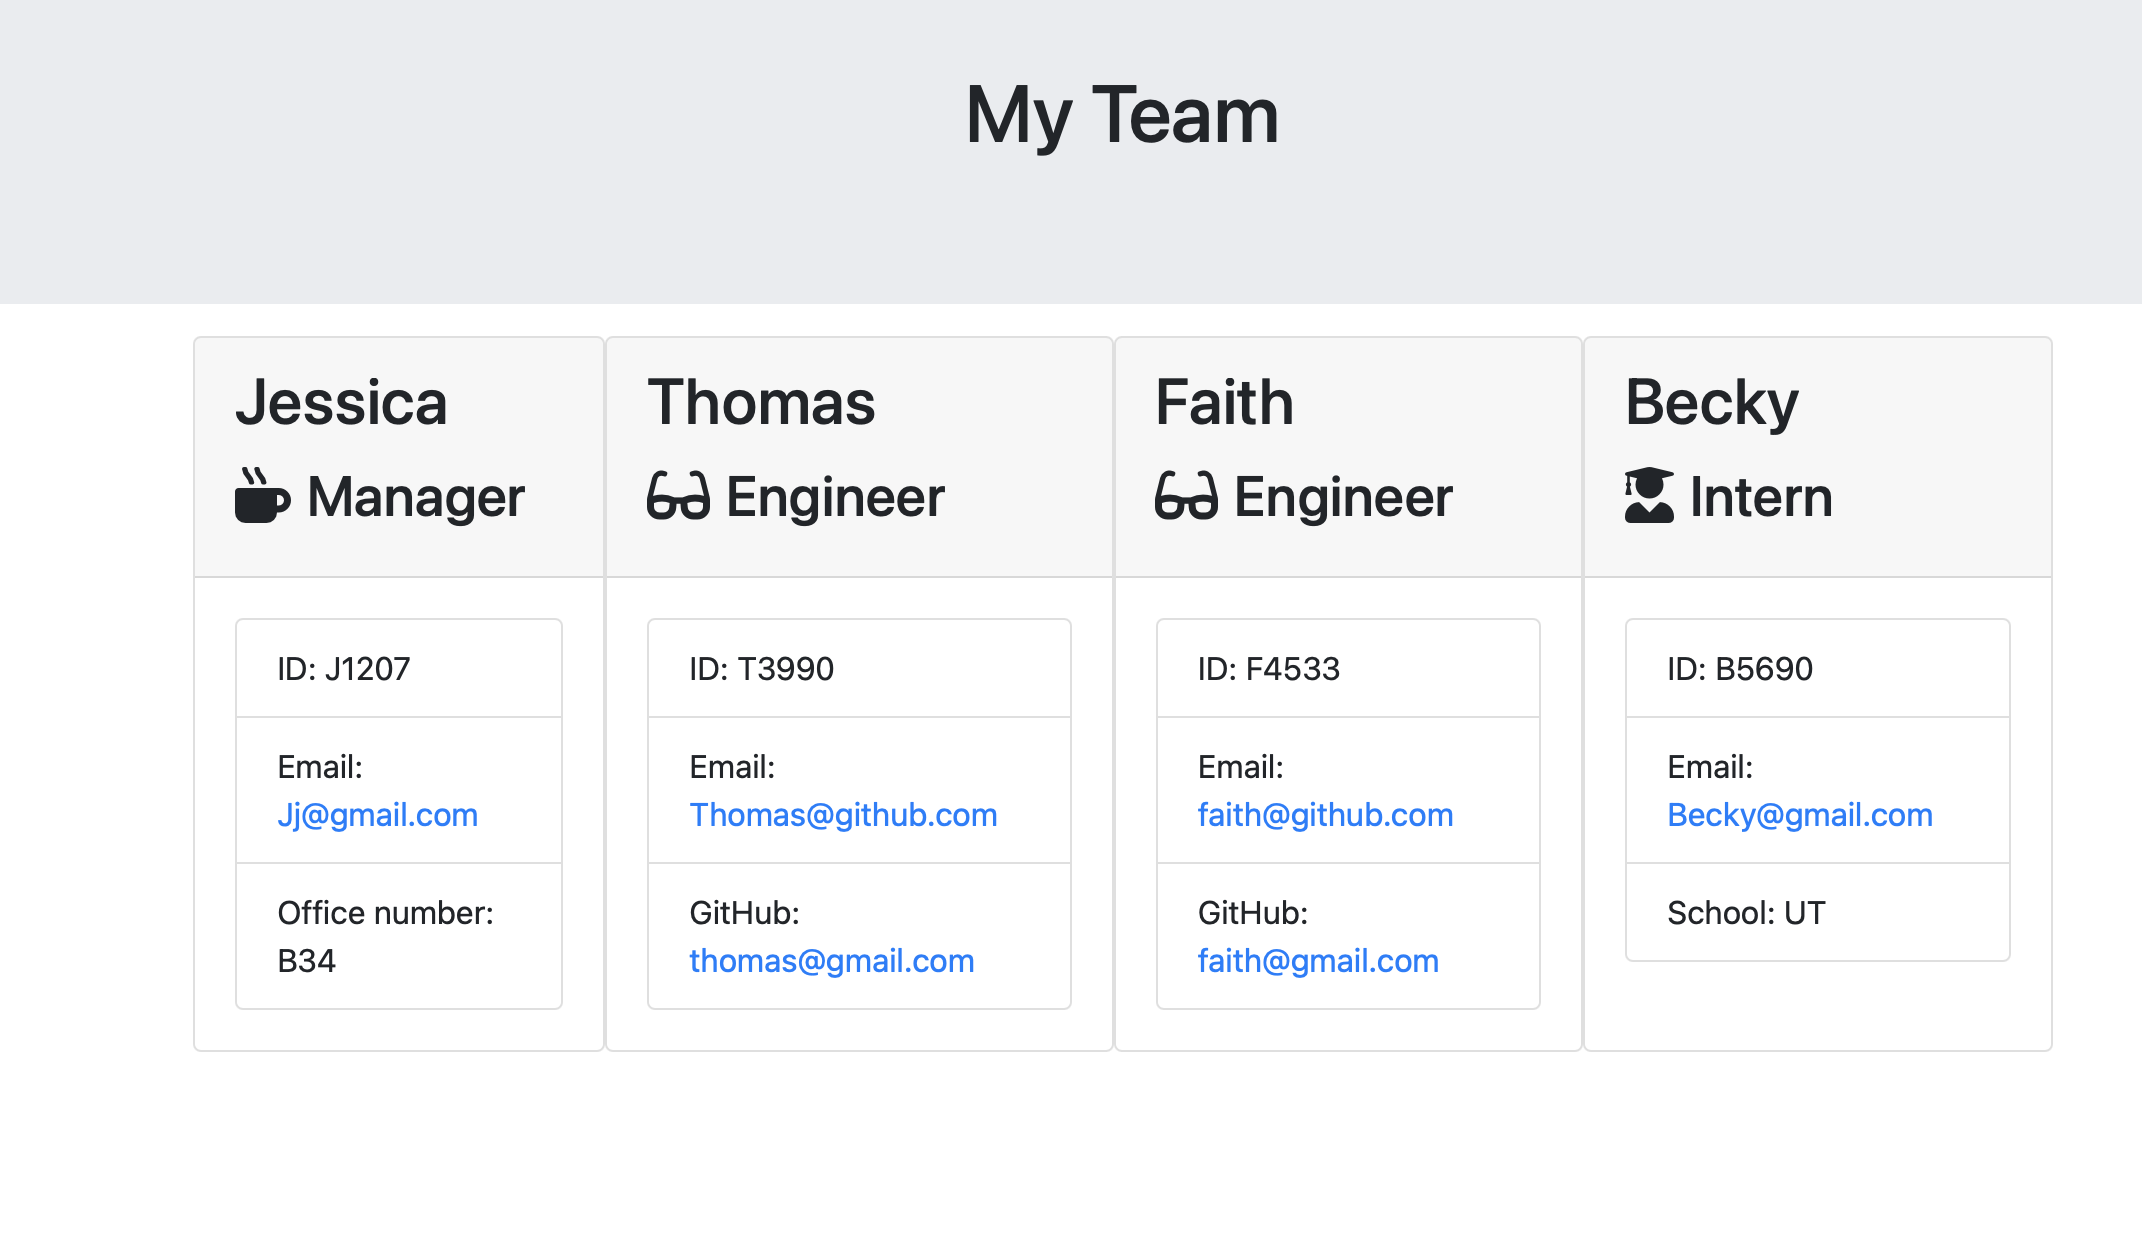 My Team
Jessica
Manager
ID: J1207
Email:
Jj@gmail.com
Office number:
B34
Thomas
Engineer
ID: T3990
Email:
Thomas@github.com
GitHub:
thomas@gmail.com
Faith
Engineer
ID: F4533
Email:
faith@github.com
GitHub:
faith@gmail.com
Becky
Intern
ID: B5690
Email:
Becky@gmail.com
School: UT